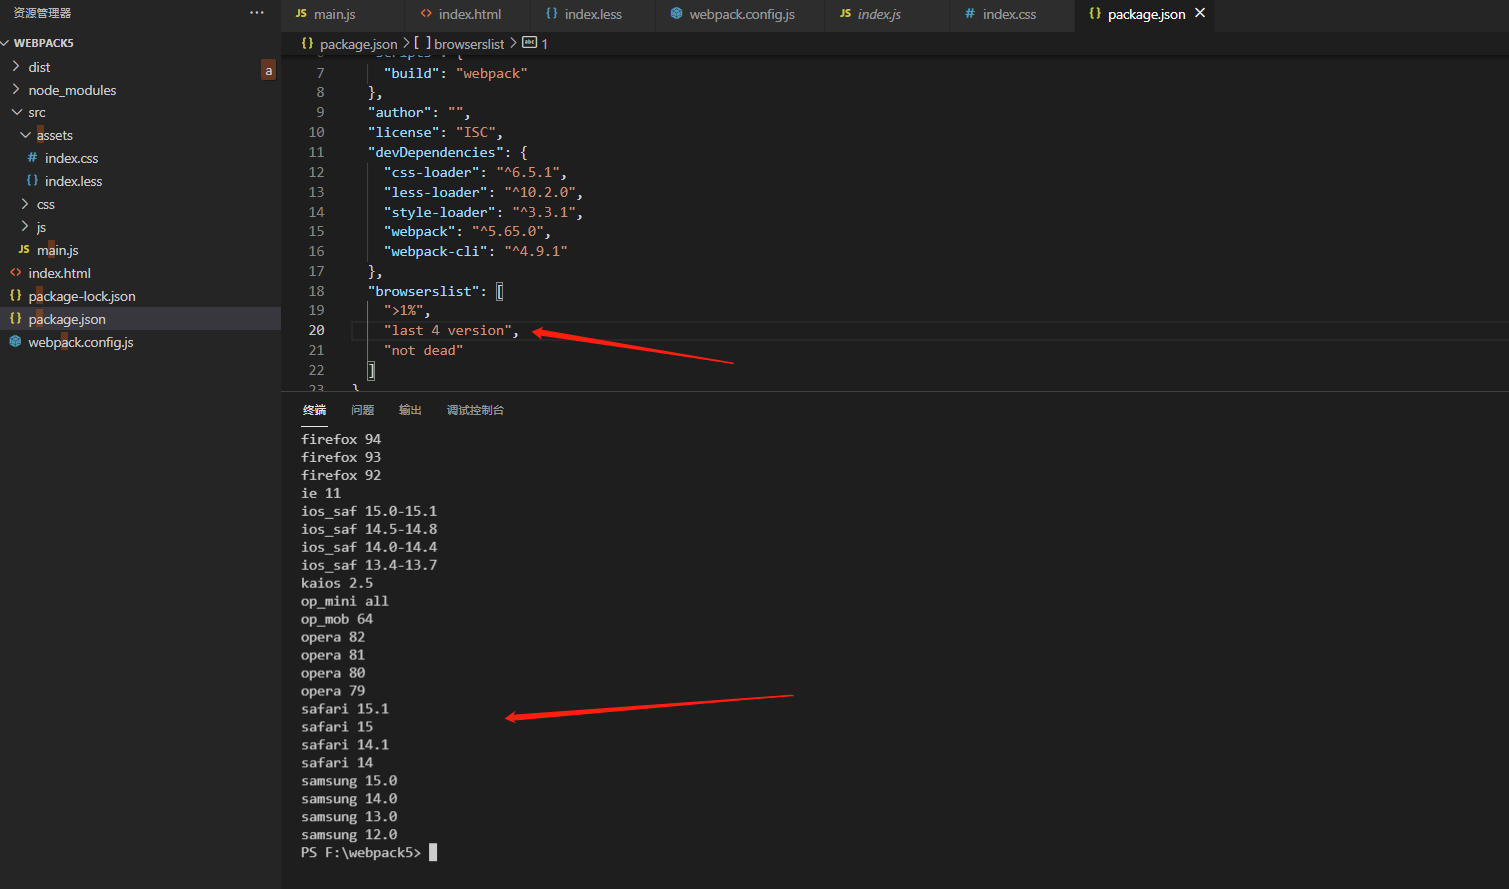 资源管理器
WEBPACK5
dist
a
node_modules
src
assets
index.css
index.less
css
js
main.js
index.html
package-lock.json
package.json
webpack.config.js
JS main.js
<> index.html
{} index.less
webpack.config.js
JS index.js
# index.css
{} package.json ×
{} package.json > [ ] browserslist > abc 1
6 "scripts": {
7 "build": "webpack"
8 },
9 "author": "",
10 "license": "ISC",
11 "devDependencies": {
12 "css-loader": "^6.5.1",
13 "less-loader": "^10.2.0",
14 "style-loader": "^3.3.1",
15 "webpack": "^5.65.0",
16 "webpack-cli": "^4.9.1"
17 },
18 "browserslist": [
19 ">1%",
20 "last 4 version",
21 "not dead"
22 ]
23 }
终端 问题 输出 调试控制台
firefox 94
firefox 93
firefox 92
ie 11
ios_saf 15.0-15.1
ios_saf 14.5-14.8
ios_saf 14.0-14.4
ios_saf 13.4-13.7
kaios 2.5
op_mini all
op_mob 64
opera 82
opera 81
opera 80
opera 79
safari 15.1
safari 15
safari 14.1
safari 14
samsung 15.0
samsung 14.0
samsung 13.0
samsung 12.0
PS F:\webpack5>